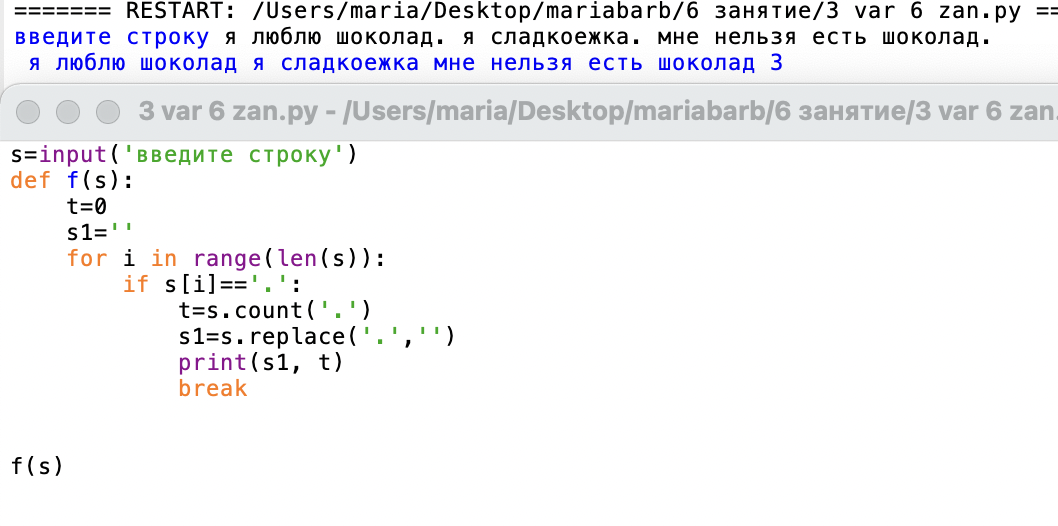 ======= RESTART: /Users/maria/Desktop/mariabarb/6 занятие/3 var 6 zan.py ==
введите строку я люблю шоколад. я сладкоежка. мне нельзя есть шоколад.
 я люблю шоколад я сладкоежка мне нельзя есть шоколад 3
3 var 6 zan.py - /Users/maria/Desktop/mariabarb/6 занятие/3 var 6 zan.
s=input('введите строку')
def f(s):
    t=0
    s1=''
    for i in range(len(s)):
        if s[i]=='.':
            t=s.count('.')
            s1=s.replace('.','')
            print(s1, t)
            break
f(s)